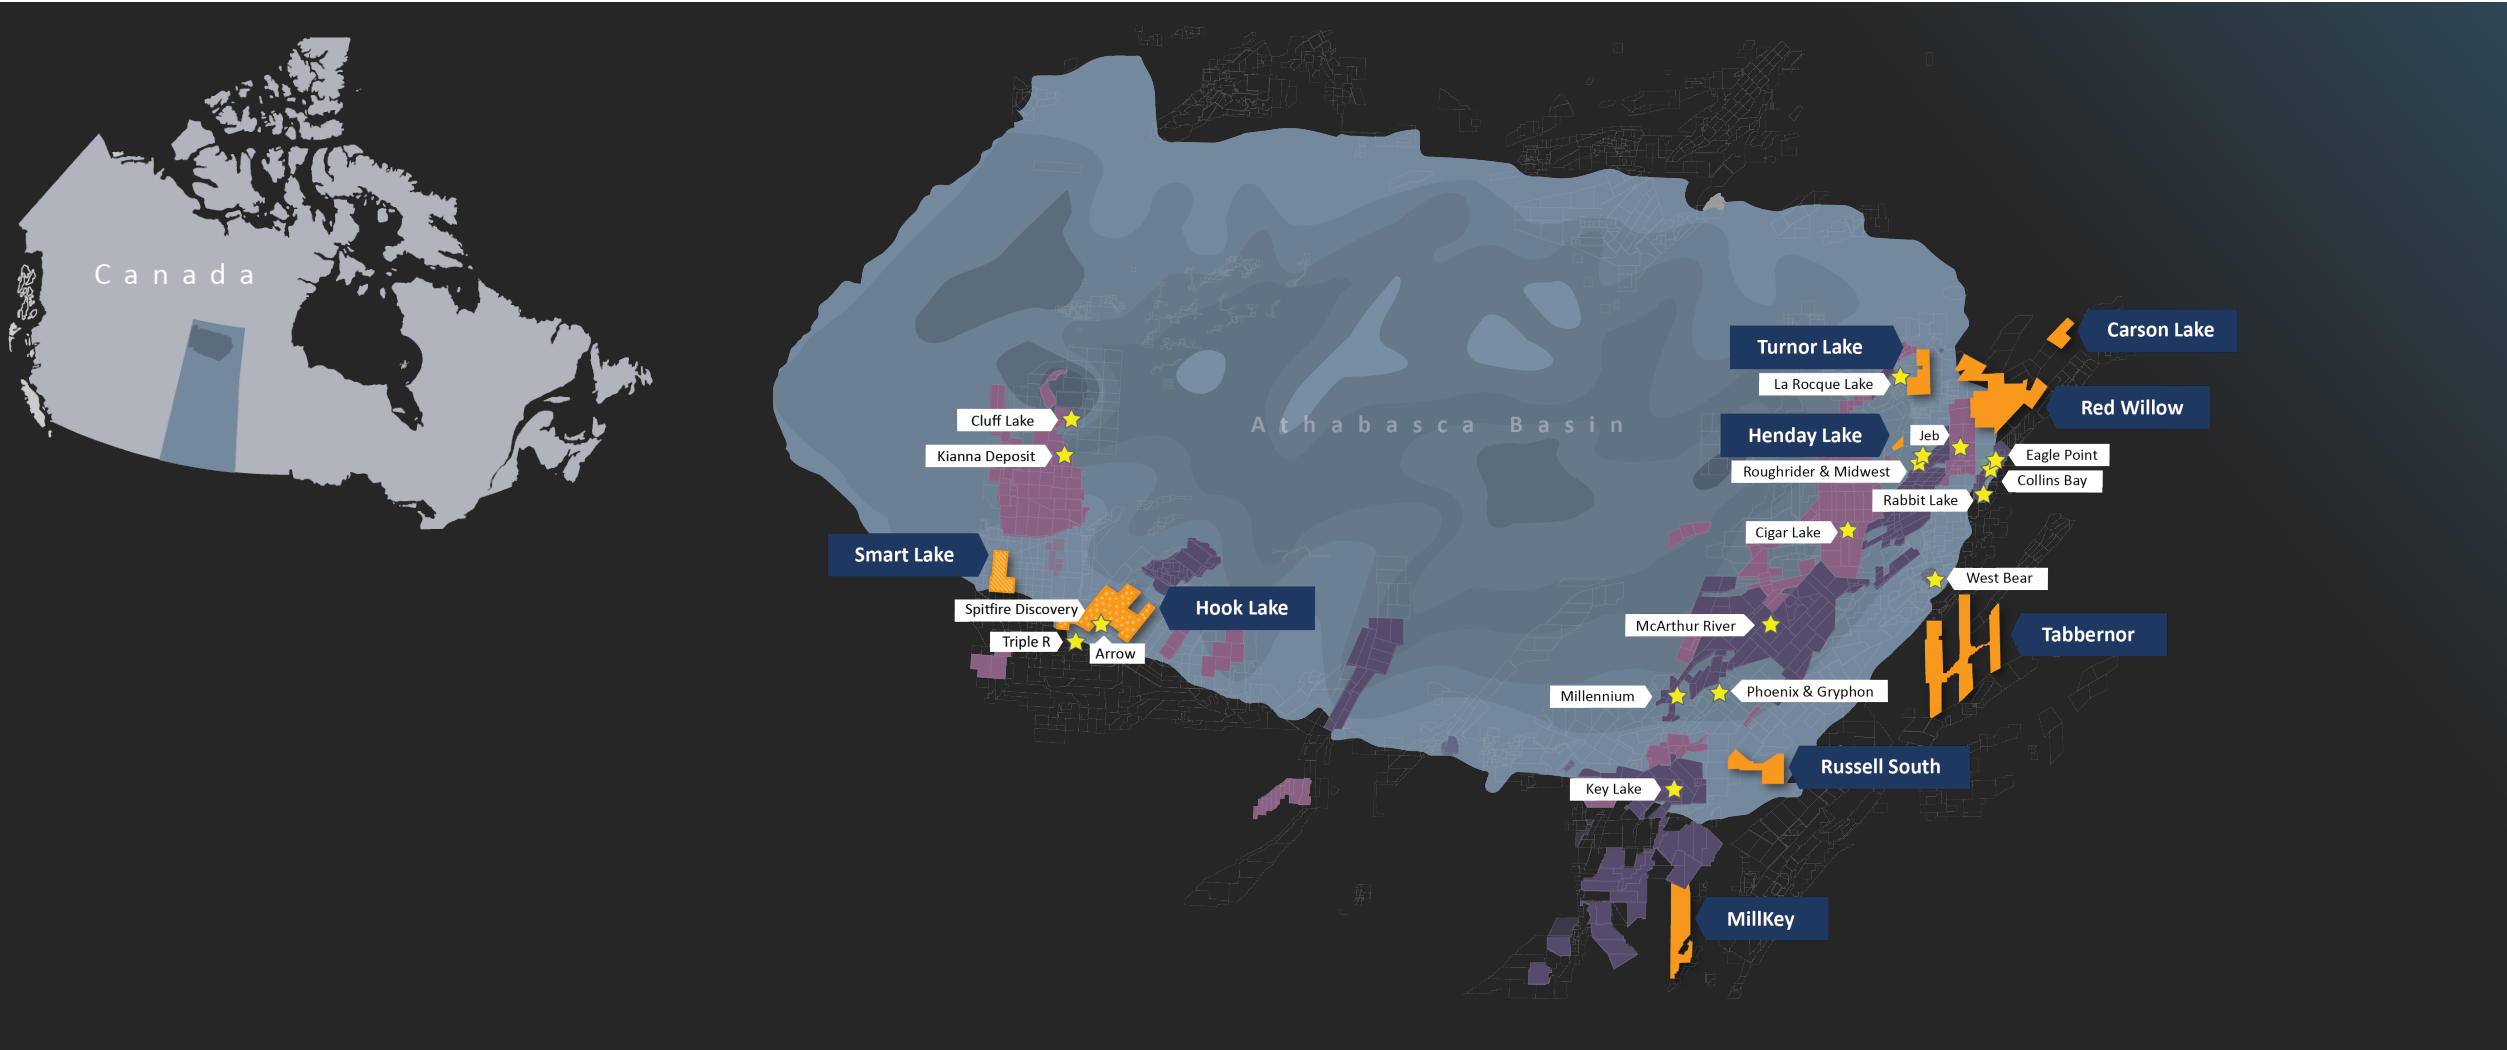 Canada
Athabasca Basin
Carson Lake
Turnor Lake
La Rocque Lake
Red Willow
Cluff Lake
Henday Lake
Jeb
Kianna Deposit
Eagle Point
Roughrider & Midwest
Collins Bay
Rabbit Lake
Cigar Lake
Smart Lake
West Bear
Spitfire Discovery
Hook Lake
McArthur River
Tabbernor
Triple R
Arrow
Millennium
Phoenix & Gryphon
Russell South
Key Lake
MillKey